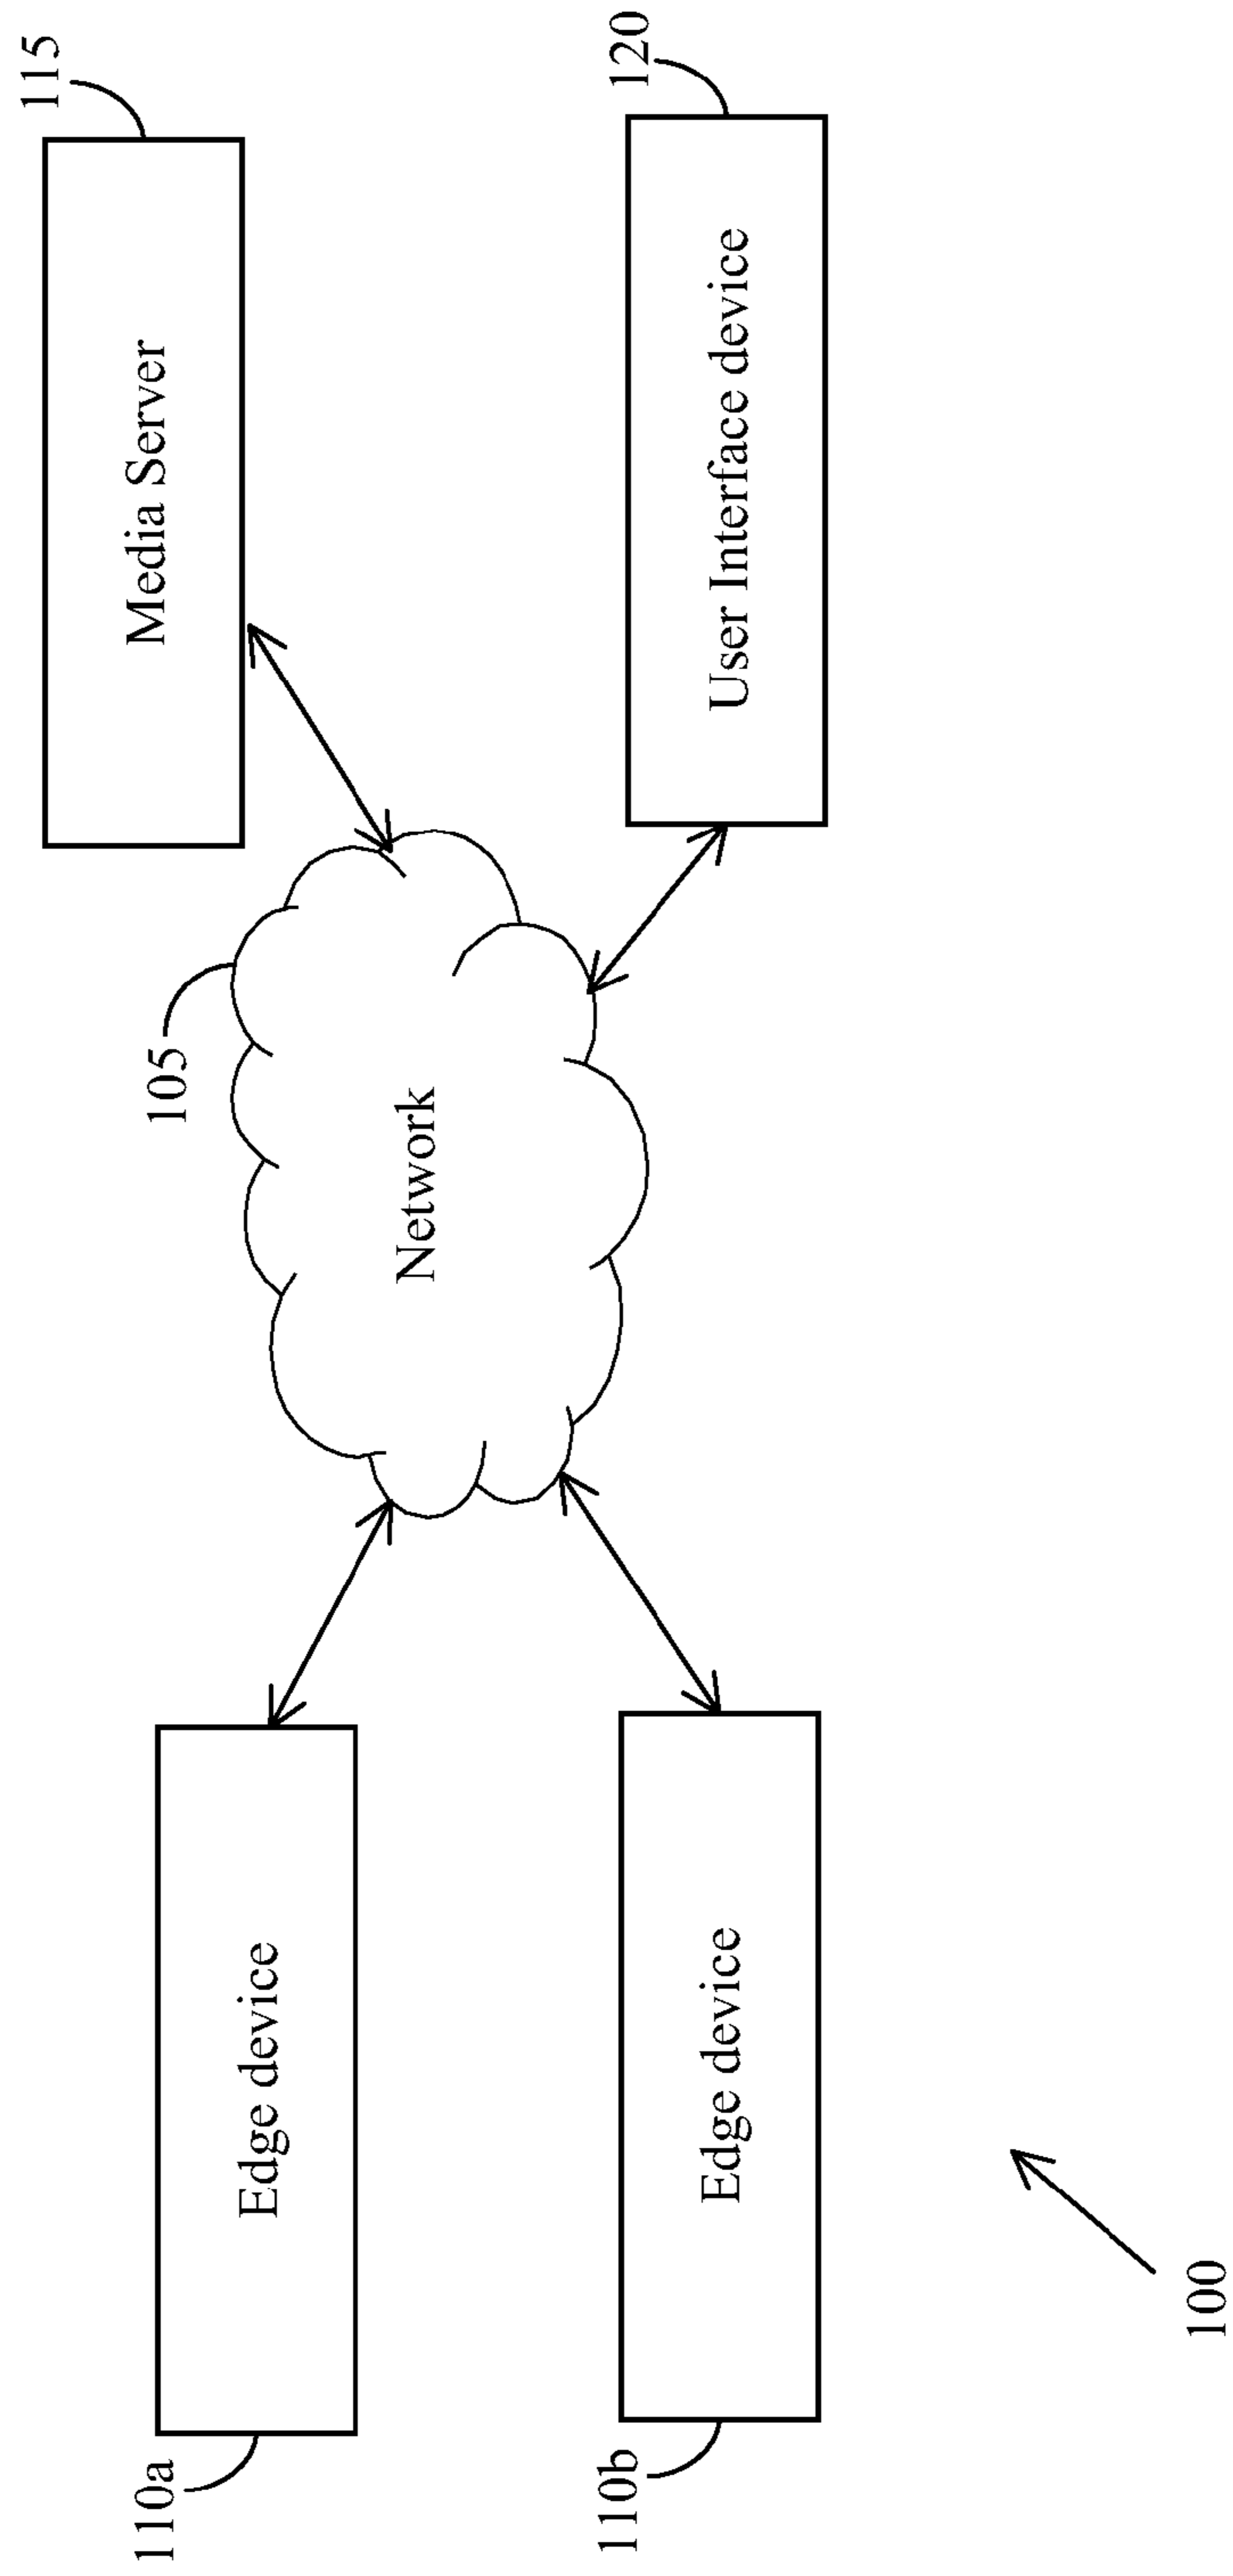 115
Media Server
105
120
Edge device
Network
110a
User Interface device
Edge device
110b
100